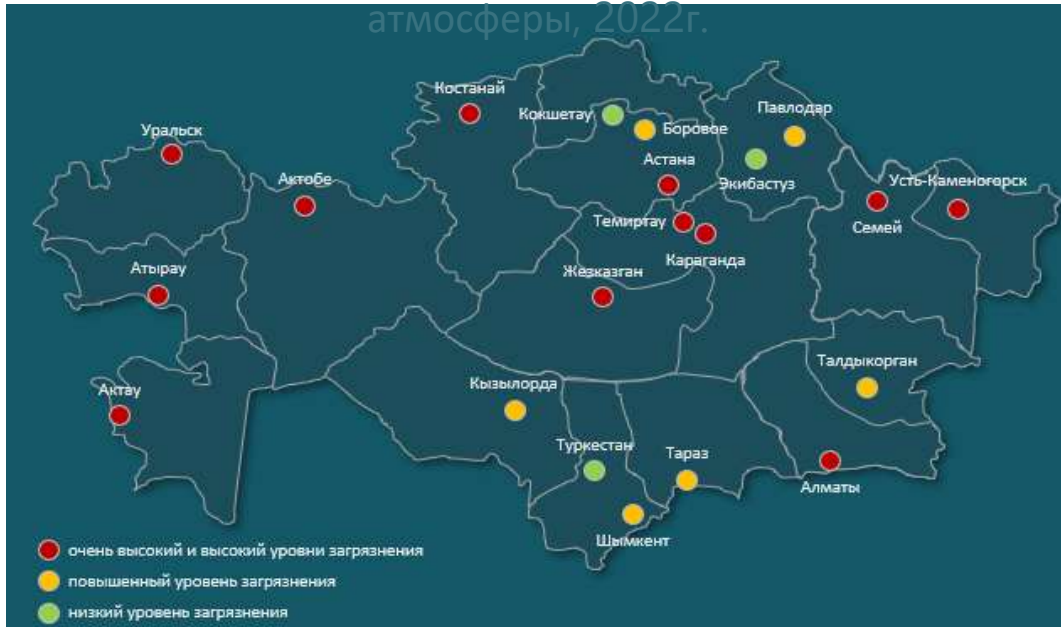 атмосферы, 2022г.
Костанай
Павлодар
Кокшетау
Боровое
Уральск
Астана
Экибастуз
Усть-Каменогорск
Актобе
Темиртау
Семей
Караганда
Атырау
Жезказган
Талдыкорган
Актау
Кызылорда
Туркестан
Тараз
Алматы
Шымкент
очень высокий и высокий уровни загрязнения
повышенный уровень загрязнения
низкий уровень загрязнения